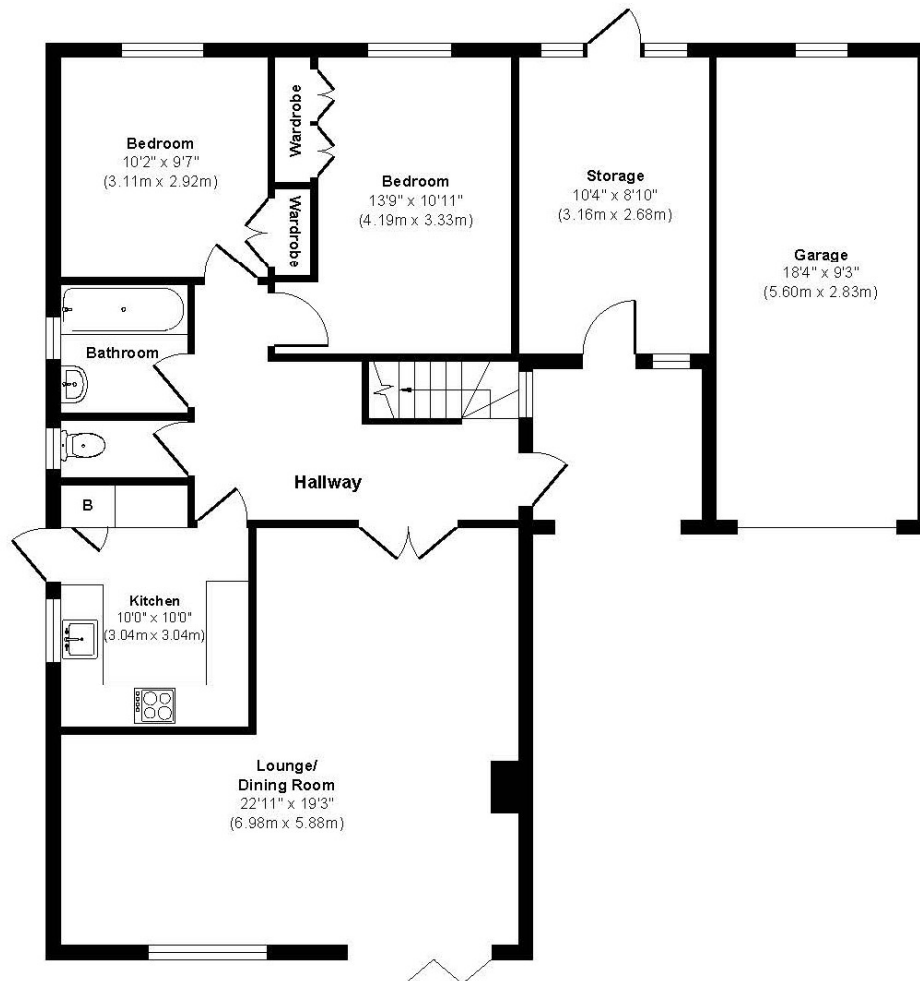 Bedroom
10'2" x 9'7"
(3.11m x 2.92m)
Wardrobe
Wardrobe
Bedroom
13'9" x 10'11"
(4.19m x 3.33m)
Storage
10'4" x 8'10"
(3.16m x 2.68m)
Garage
18'4" x 9'3"
(5.60m x 2.83m)
Bathroom
Hallway
B
Kitchen
10'0" x 10'0"
(3.04m x 3.04m)
Lounge/
Dining Room
22'11" x 19'3"
(6.98m x 5.88m)